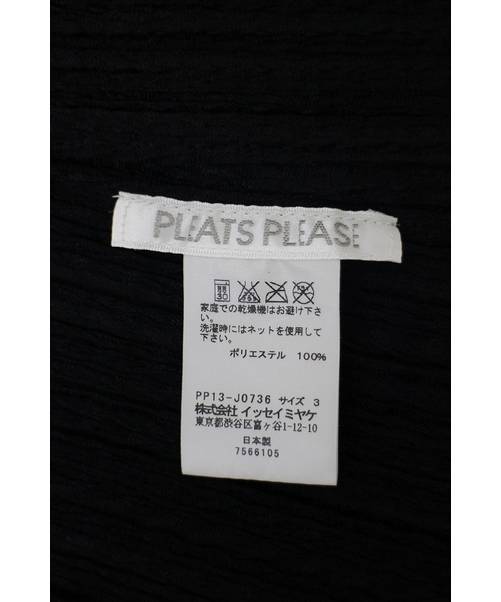 PLEATS PLEASE
家庭での乾燥機はお避け下さい。
洗濯時にはネットを使用して下さい。
ポリエステル 100%
PP13-J0736 サイズ 3
株式会社 イッセイミヤケ
東京都渋谷区富ヶ谷1-12-10
日本製
7566105